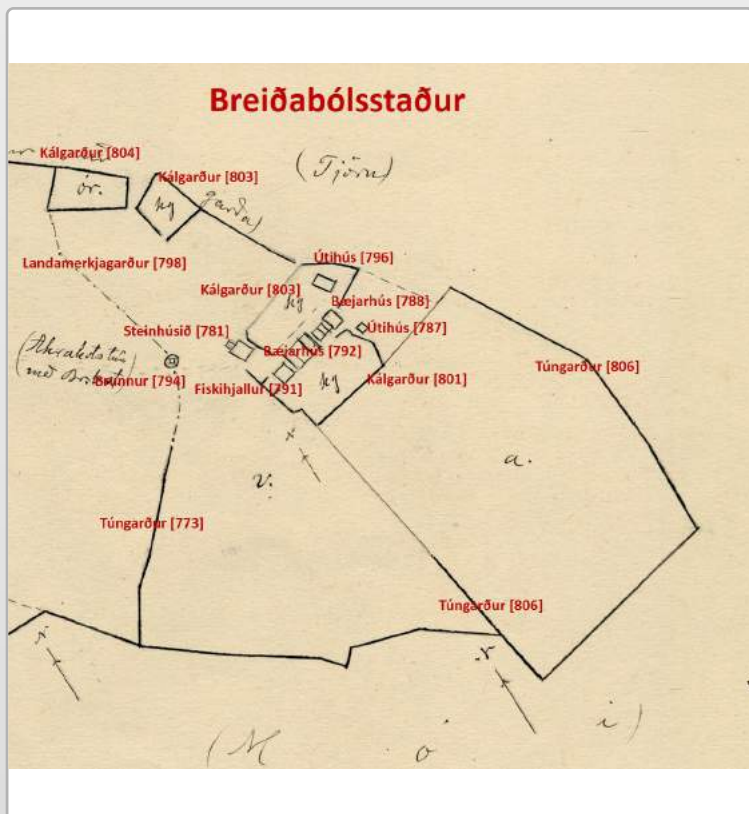 Breiðabólsstaður
Kálgarður [804]
ór.
Kálgarður [803]
kg
garða)
(Tjörn)
Landamerkjagarður [798]
Útihús [796]
Kálgarður [803]
kg
Bæjarhús [788]
Steinhúsið [781]
Útihús [787]
Bæjarhús [792]
Brunnur [794]
Fiskihjallur [791]
kg
Kálgarður [801]
Túngarður [806]
a.
v.
Túngarður [773]
Túngarður [806]
(M ó i)